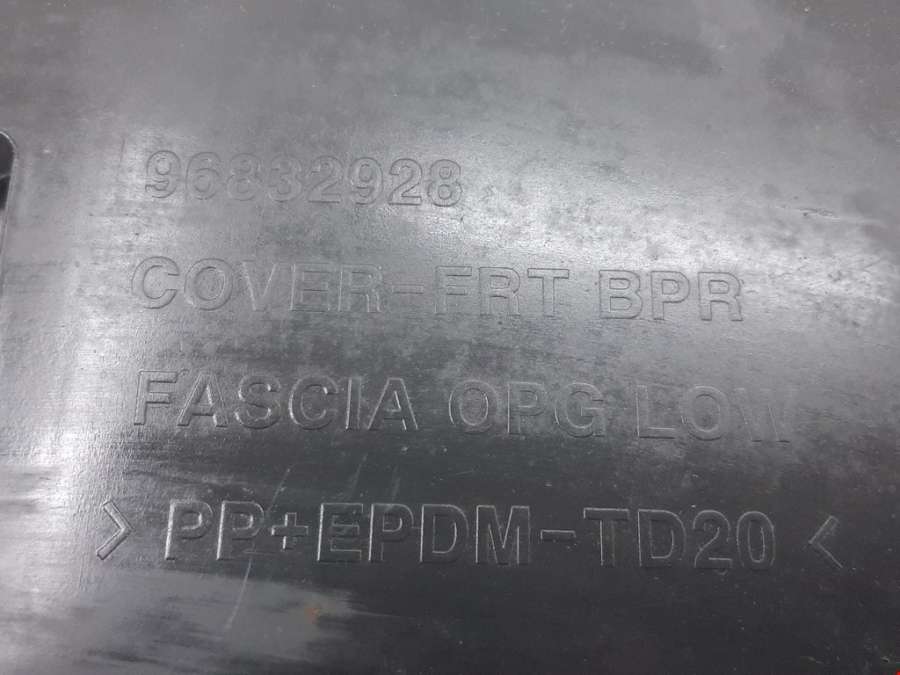 96832928
COVER-FRT BPR
FASCIA OPG LOW
>PP+EPDM-TD20<